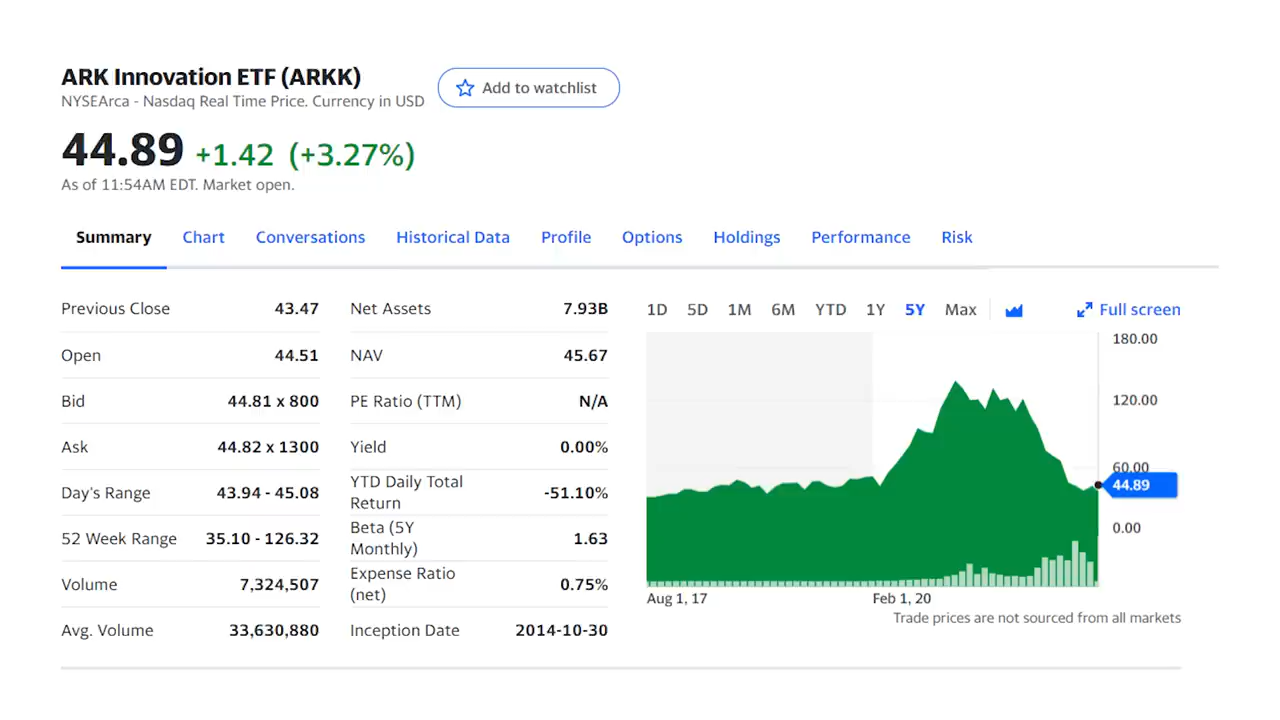 ARK Innovation ETF (ARKK)
NYSEArca - Nasdaq Real Time Price. Currency in USD
Add to watchlist
44.89 +1.42 (+3.27%)
As of 11:54AM EDT. Market open.
Summary Chart Conversations Historical Data Profile Options Holdings Performance Risk
Previous Close 43.47
Open 44.51
Bid 44.81 x 800
Ask 44.82 x 1300
Day's Range 43.94 - 45.08
52 Week Range 35.10 - 126.32
Volume 7,324,507
Avg. Volume 33,630,880
Net Assets 7.93B
NAV 45.67
PE Ratio (TTM) N/A
Yield 0.00%
YTD Daily Total
Return -51.10%
Beta (5Y
Monthly) 1.63
Expense Ratio
(net) 0.75%
Inception Date 2014-10-30
1D 5D 1M 6M YTD 1Y 5Y Max Full screen
180.00
120.00
60.00
44.89
0.00
Aug 1, 17 Feb 1, 20
Trade prices are not sourced from all markets